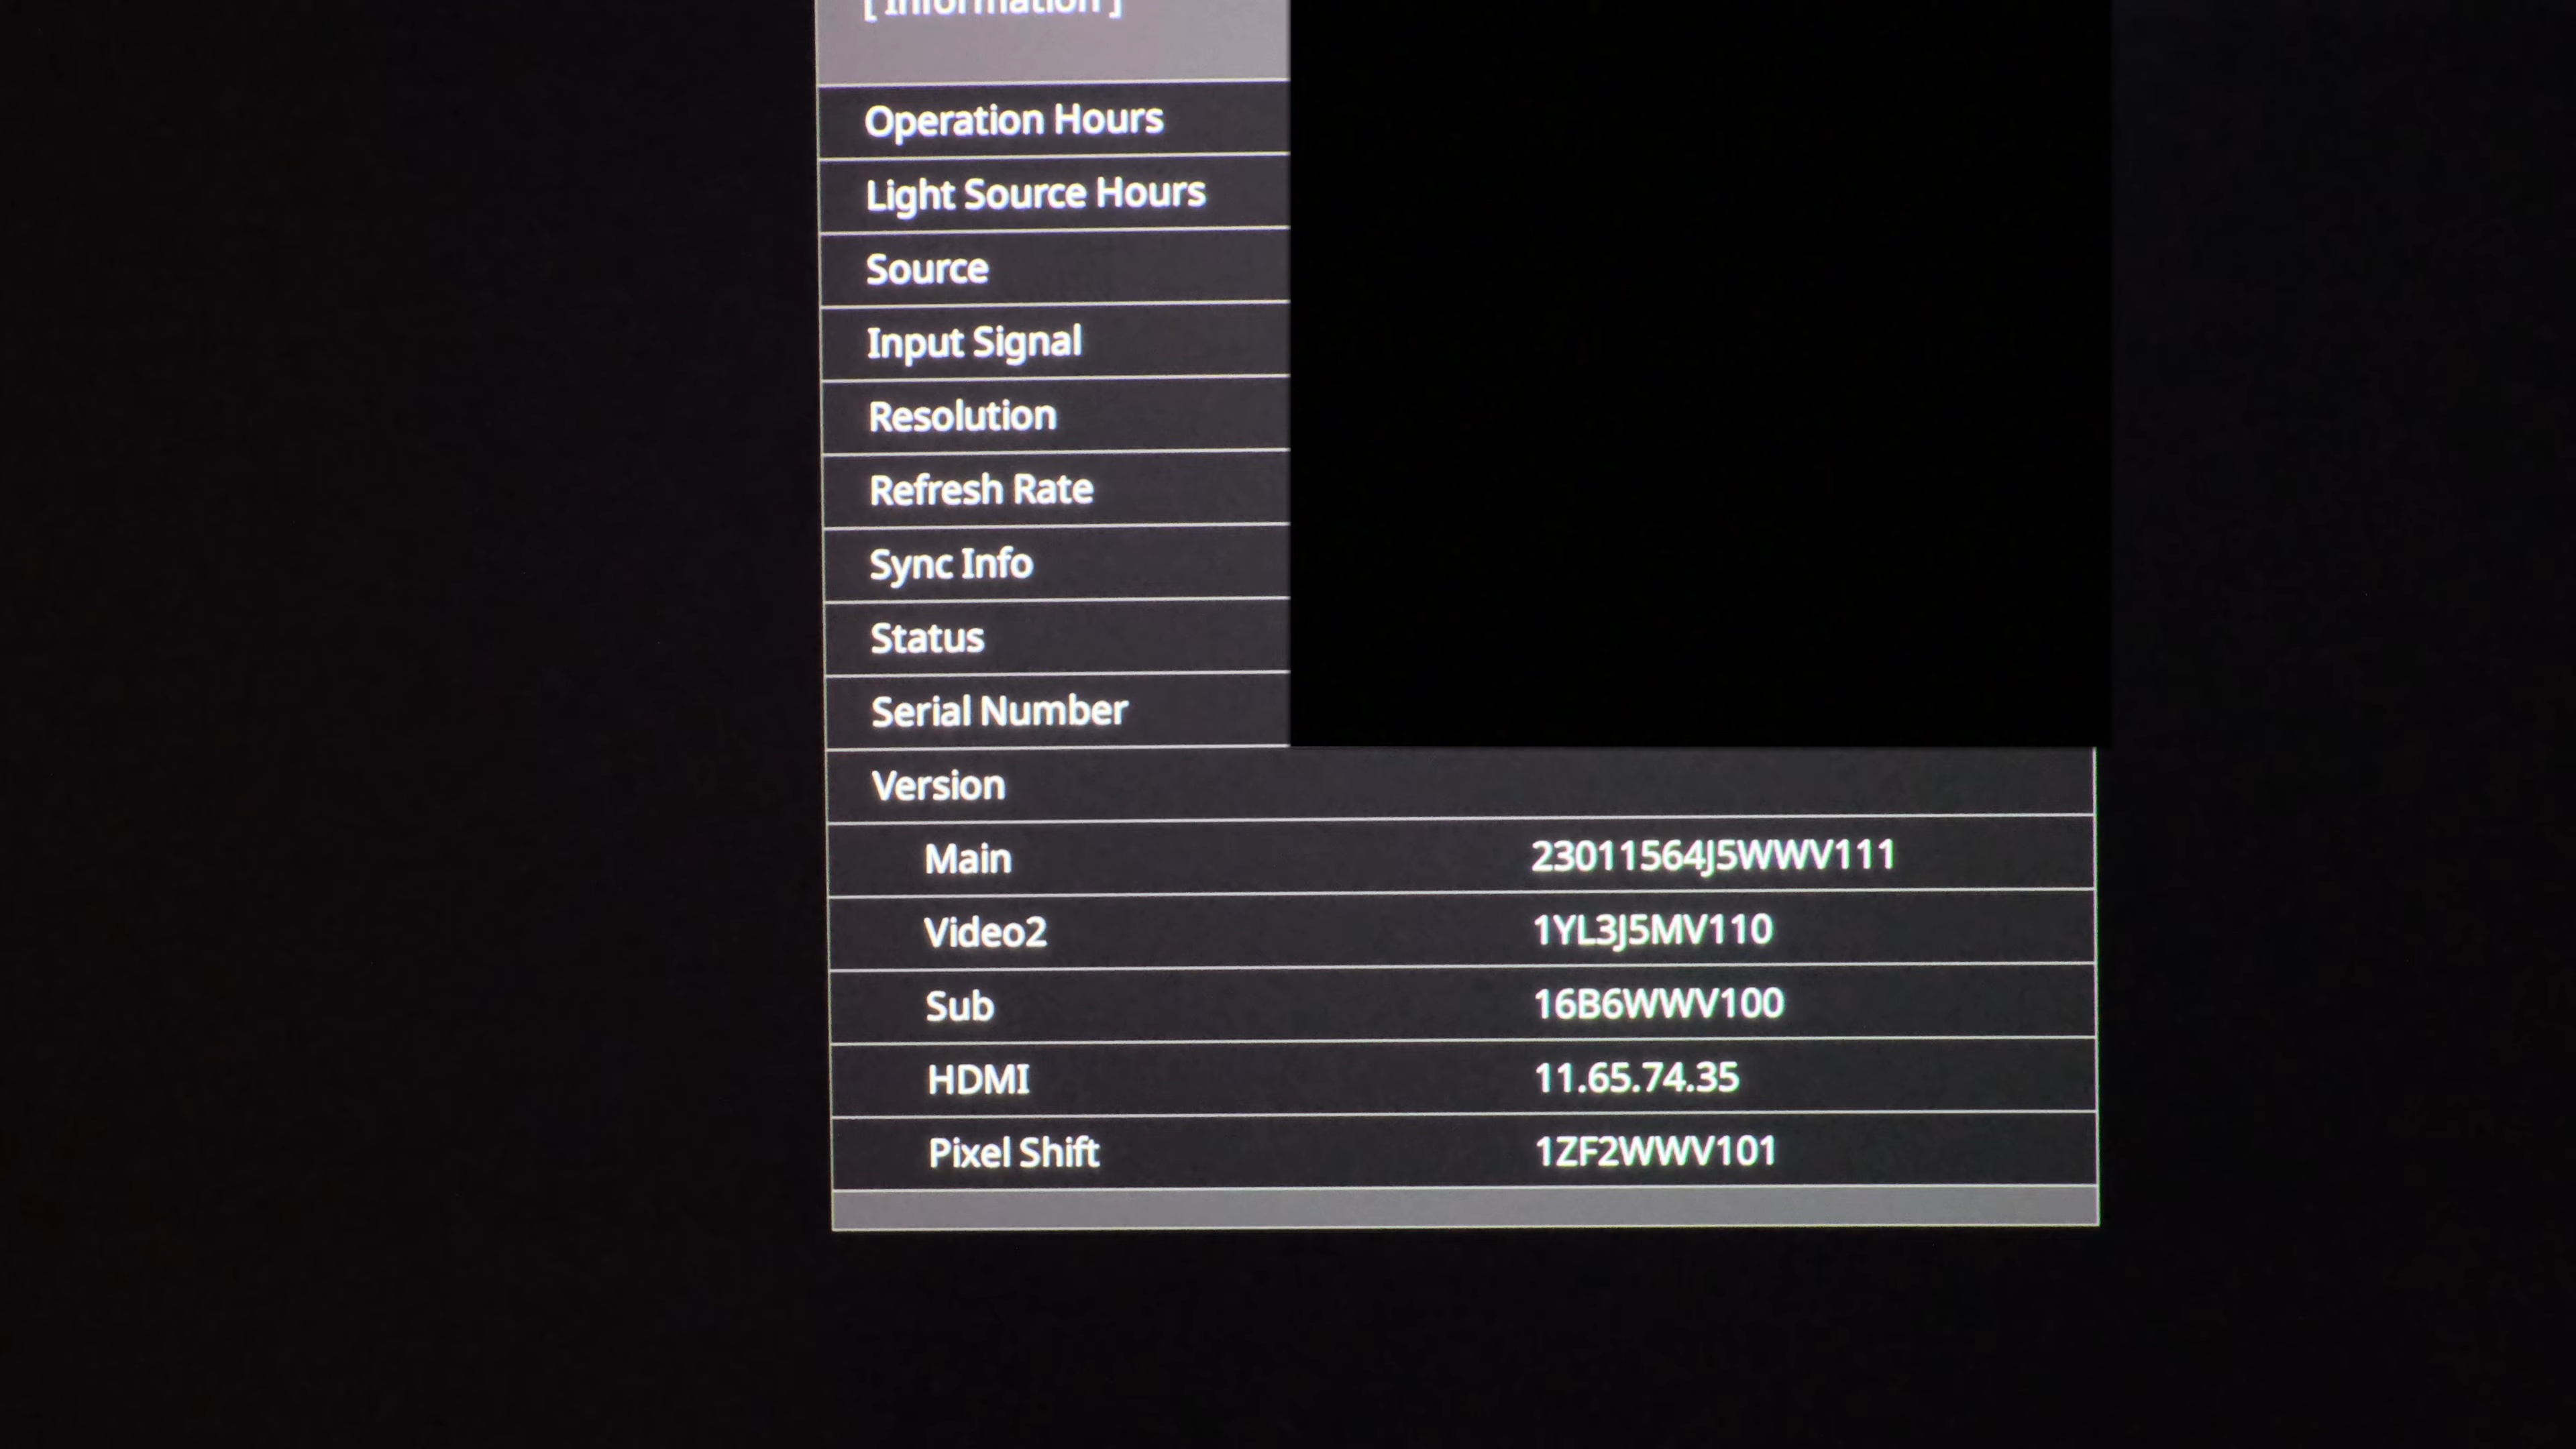 [ Information ]
Operation Hours
Light Source Hours
Source
Input Signal
Resolution
Refresh Rate
Sync Info
Status
Serial Number
Version
Main 23011564J5WWV111
Video2 1YL3J5MV110
Sub 16B6WWV100
HDMI 11.65.74.35
Pixel Shift 1ZF2WWV101